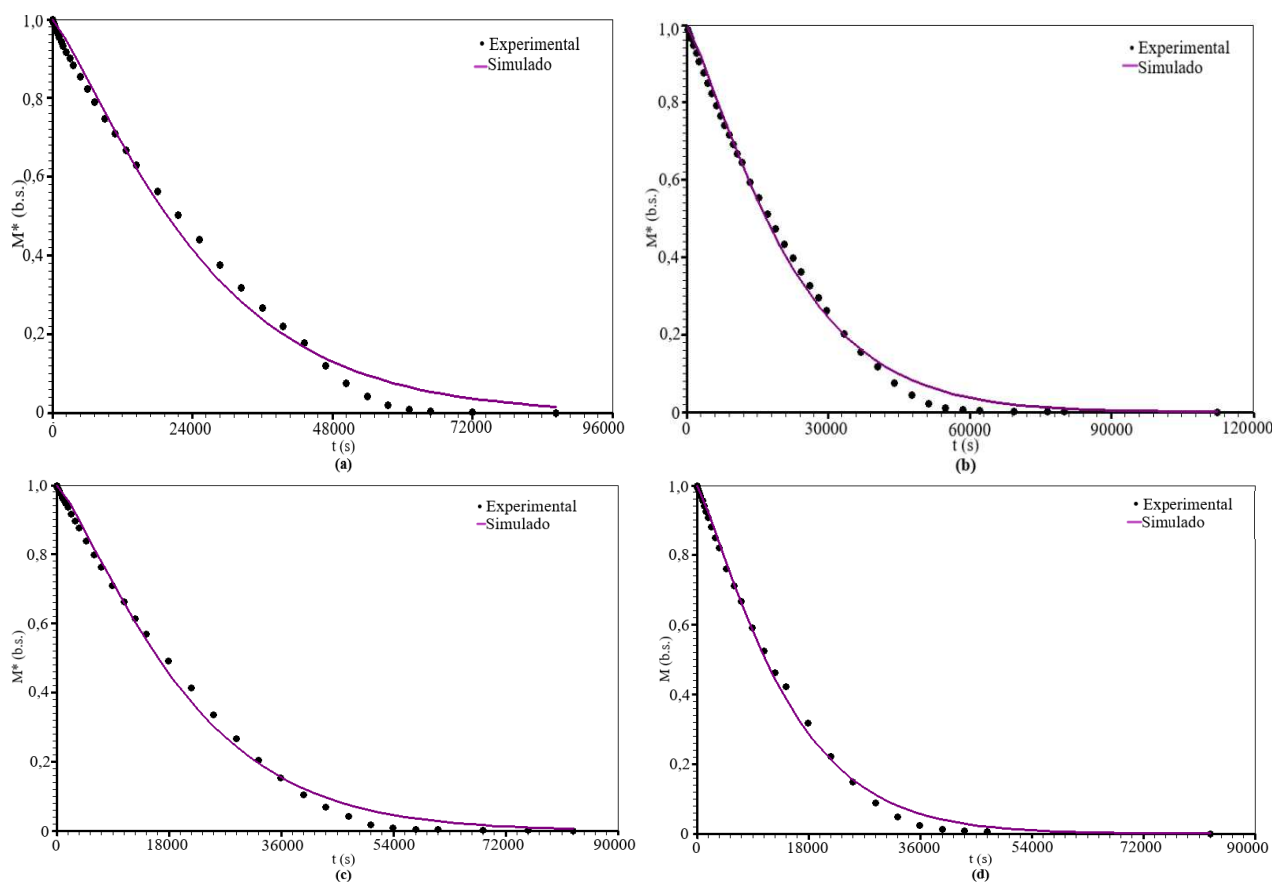 1,0
0,8
0,6
0,4
0,2
0
M* (b.s.)
• Experimental
Simulado
0 24000 48000 72000 96000
t (s)
(a)
1,0
0,8
0,6
0,4
0,2
0
M* (b.s.)
• Experimental
Simulado
0 30000 60000 90000 120000
t (s)
(b)
1,0
0,8
0,6
0,4
0,2
0
M* (b.s.)
• Experimental
Simulado
0 18000 36000 54000 72000 90000
t (s)
(c)
1,0
0,8
0,6
0,4
0,2
0
M (b.s.)
• Experimental
Simulado
0 18000 36000 54000 72000 90000
t (s)
(d)